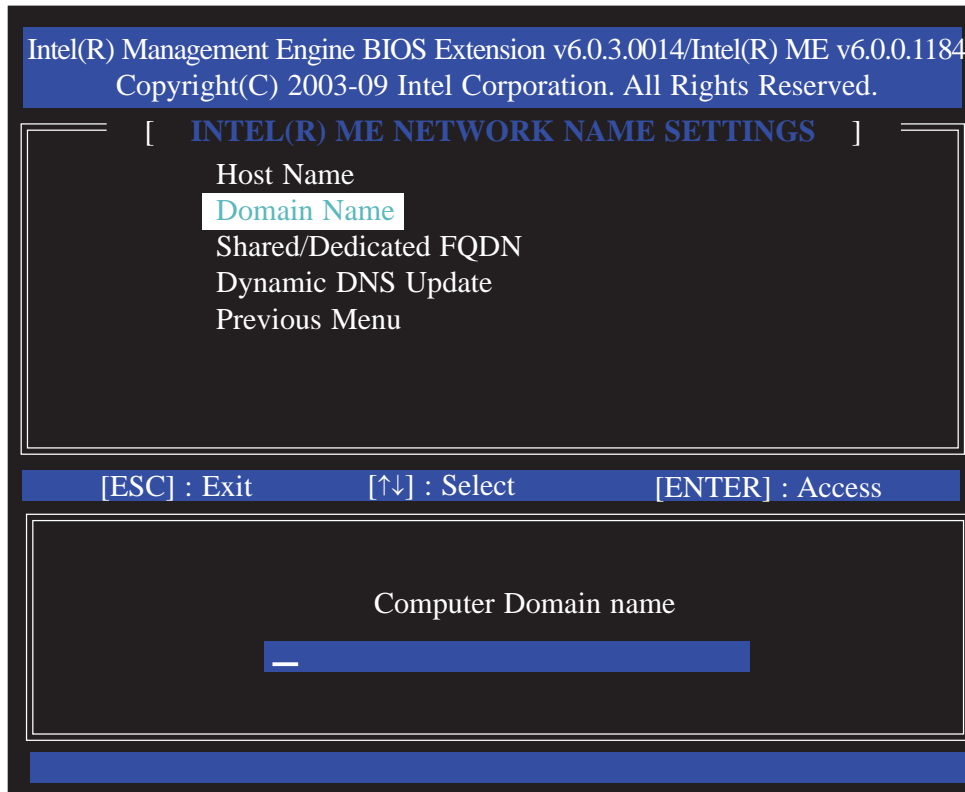 Intel(R) Management Engine BIOS Extension v6.0.3.0014/Intel(R) ME v6.0.0.1184
Copyright(C) 2003-09 Intel Corporation. All Rights Reserved.
[ INTEL(R) ME NETWORK NAME SETTINGS ]
Host Name
Domain Name
Shared/Dedicated FQDN
Dynamic DNS Update
Previous Menu
[ESC] : Exit [↑↓] : Select [ENTER] : Access
Computer Domain name